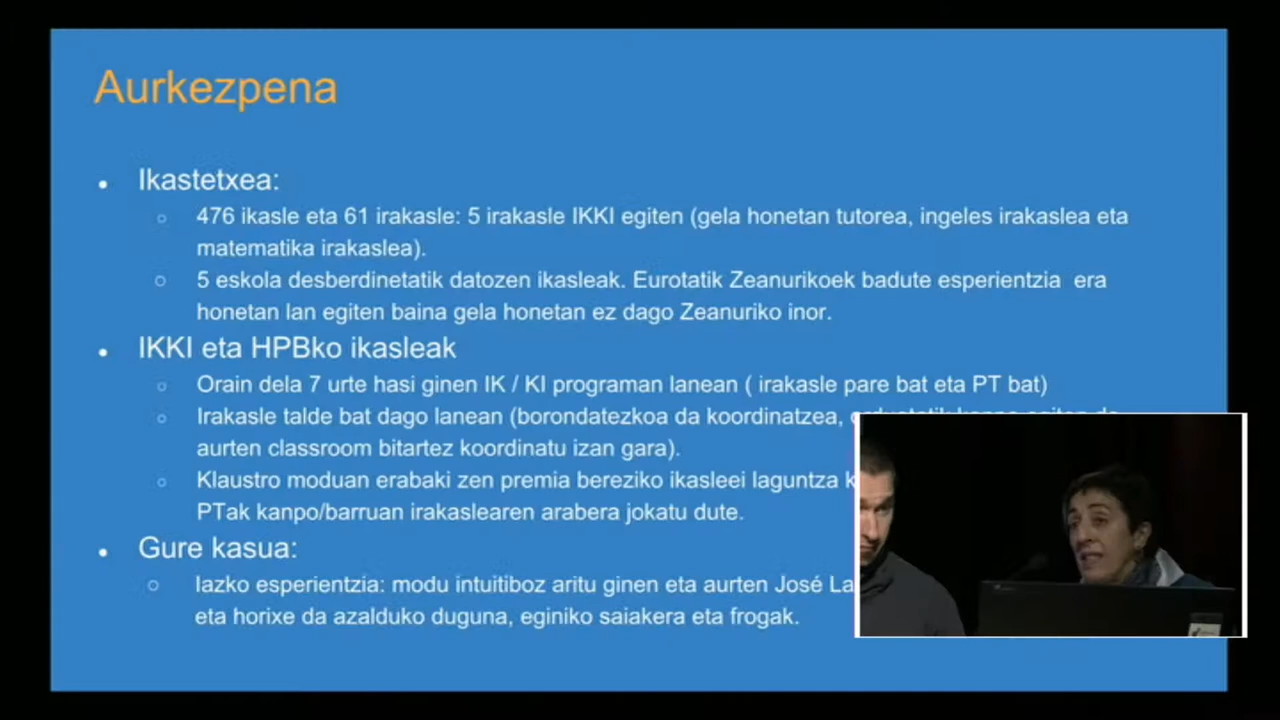 Aurkezpena
Ikastetxea:
476 ikasle eta 61 irakasle: 5 irakasle IKKI egiten (gela honetan tutorea, ingeles irakaslea eta
matematika irakaslea).
5 eskola desberdinetatik datozen ikasleak. Eurotatik Zeanurikoek badute esperientzia era
honetan lan egiten baina gela honetan ez dago Zeanuriko inor.
IKKI eta HPBko ikasleak
Orain dela 7 urte hasi ginen IK / KI programan lanean ( irakasle pare bat eta PT bat)
Irakasle talde bat dago lanean (borondatezkoa da koordinatzea,
aurten classroom bitartez koordinatu izan gara).
Klaustro moduan erabaki zen premia bereziko ikasleei laguntza
PTak kanpo/barruan irakaslearen arabera jokatu dute.
Gure kasua:
Iazko esperientzia: modu intuitiboz aritu ginen eta aurten José
eta horixe da azalduko duguna, eginiko saiakera eta frogak.